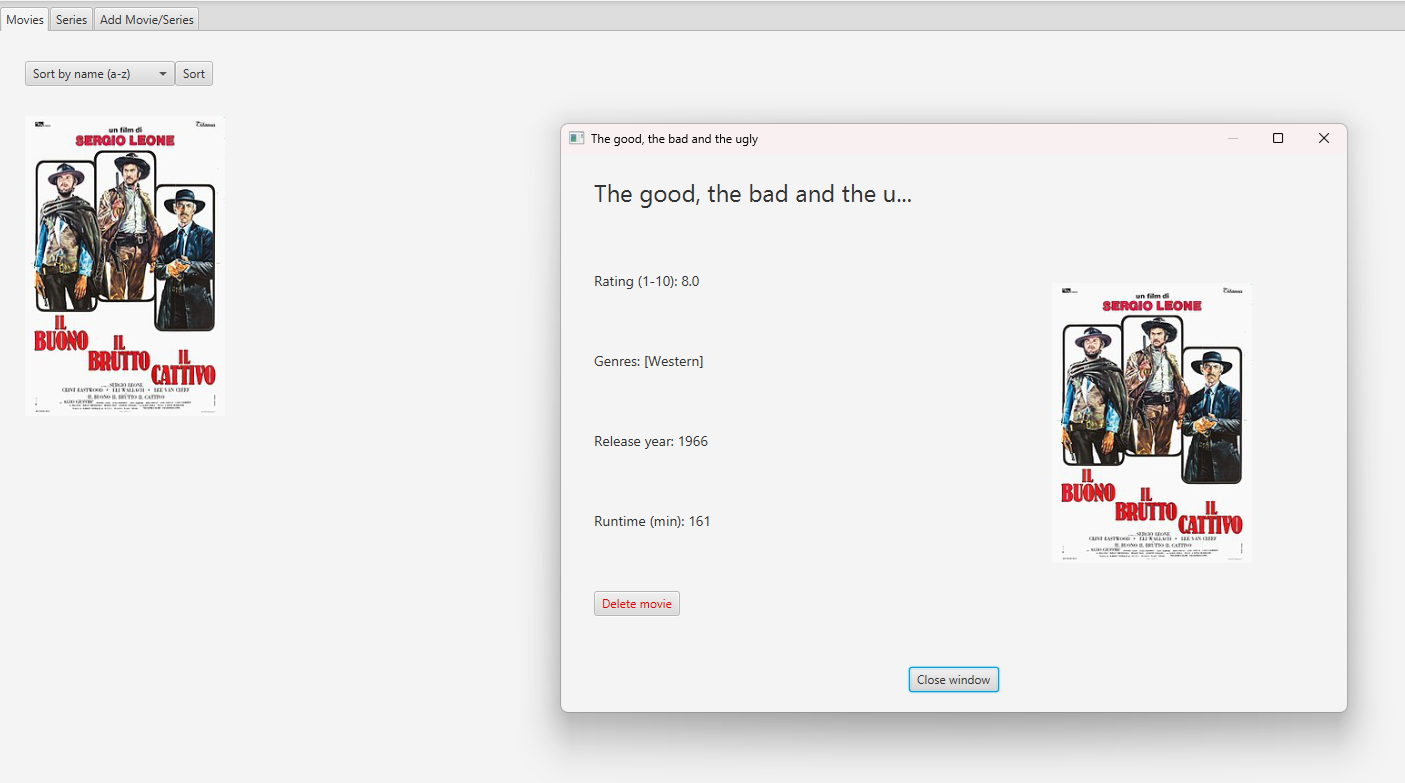 Movies
Series
Add Movie/Series
Sort by name (a-z)
Sort
un film di
SERGIO LEONE
IL
BUONO
IL
BRUTTO
IL
CATTIVO
SERGIO LEONE
CLINT EASTWOOD • ELI WALLACH • LEE VAN CLEEF
IL BUONO IL BRUTTO IL CATTIVO
The good, the bad and the ugly
The good, the bad and the u...
Rating (1-10): 8.0
Genres: [Western]
Release year: 1966
Runtime (min): 161
Delete movie
Close window
un film di
SERGIO LEONE
IL
BUONO
IL
BRUTTO
IL
CATTIVO
SERGIO LEONE
CLINT EASTWOOD • ELI WALLACH • LEE VAN CLEEF
IL BUONO IL BRUTTO IL CATTIVO